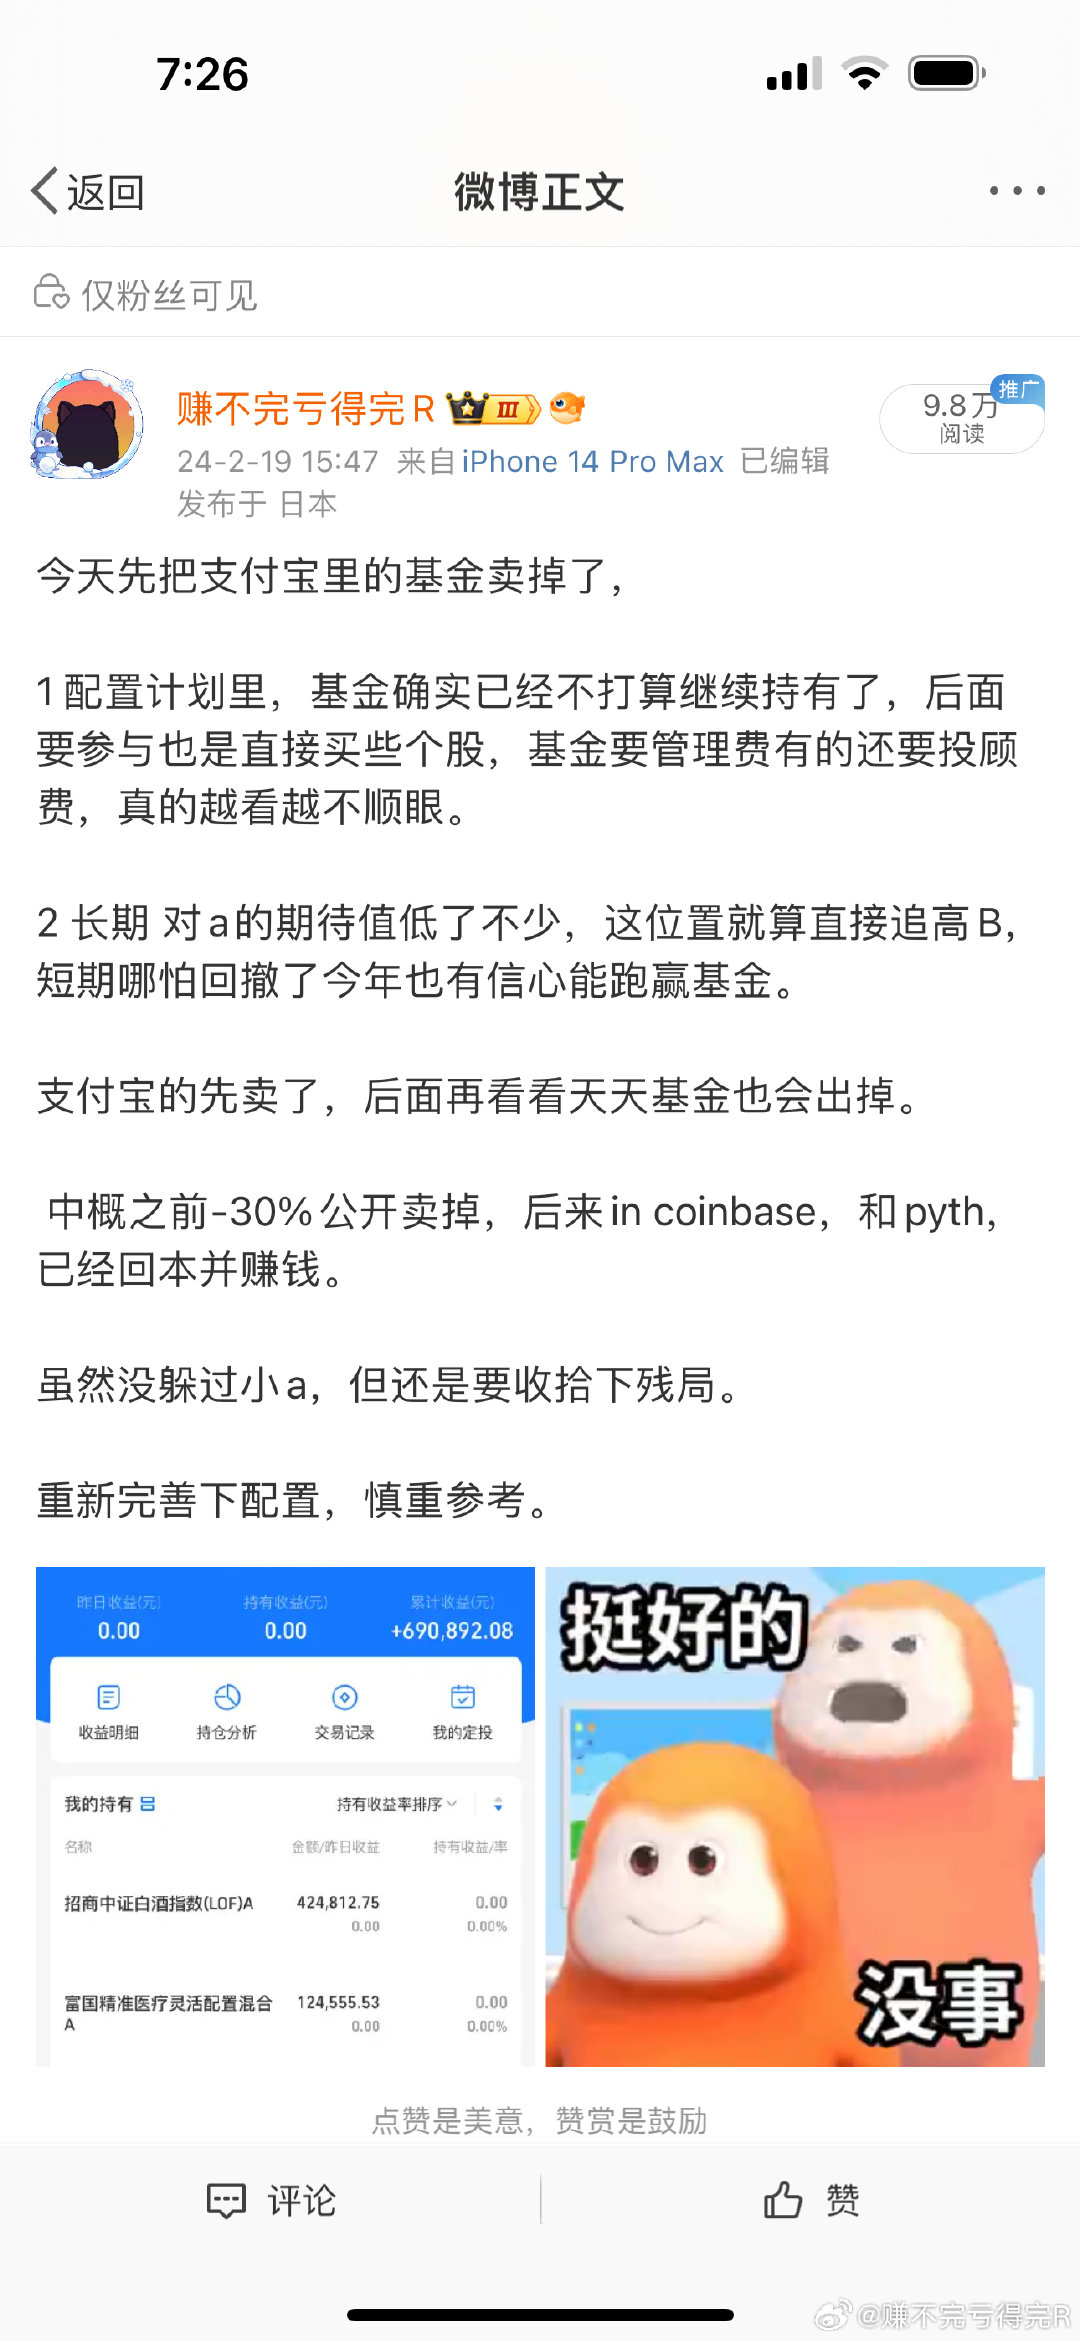 7:26
返回
微博正文
仅粉丝可见
赚不完亏得完R
III
9.8万
推广
阅读
24-2-19 15:47 来自 iPhone 14 Pro Max 已编辑
发布于 日本
今天先把支付宝里的基金卖掉了，
1 配置计划里，基金确实已经不打算继续持有了，后面
要参与也是直接买些个股，基金要管理费有的还要投顾
费，真的越看越不顺眼。
2 长期 对a的期待值低了不少，这位置就算直接追高B，
短期哪怕回撤了今年也有信心能跑赢基金。
支付宝的先卖了，后面再看看天天基金也会出掉。
中概之前-30%公开卖掉，后来in coinbase，和pyth，
已经回本并赚钱。
虽然没躲过小a，但还是要收拾下残局。
重新完善下配置，慎重参考。
昨日收益(元) 持有收益(元) 累计收益(元)
0.00 0.00 +690,892.08
收益明细 持仓分析 交易记录 我的定投
我的持有 持有收益率排序
名称 金额/昨日收益 持有收益/率
招商中证白酒指数(LOF)A 424,812.75 0.00
0.00 0.00%
富国精准医疗灵活配置混合 124,555.53 0.00
A 0.00 0.00%
挺好的
没事
点赞是美意，赞赏是鼓励
评论 赞
@赚不完亏得完R